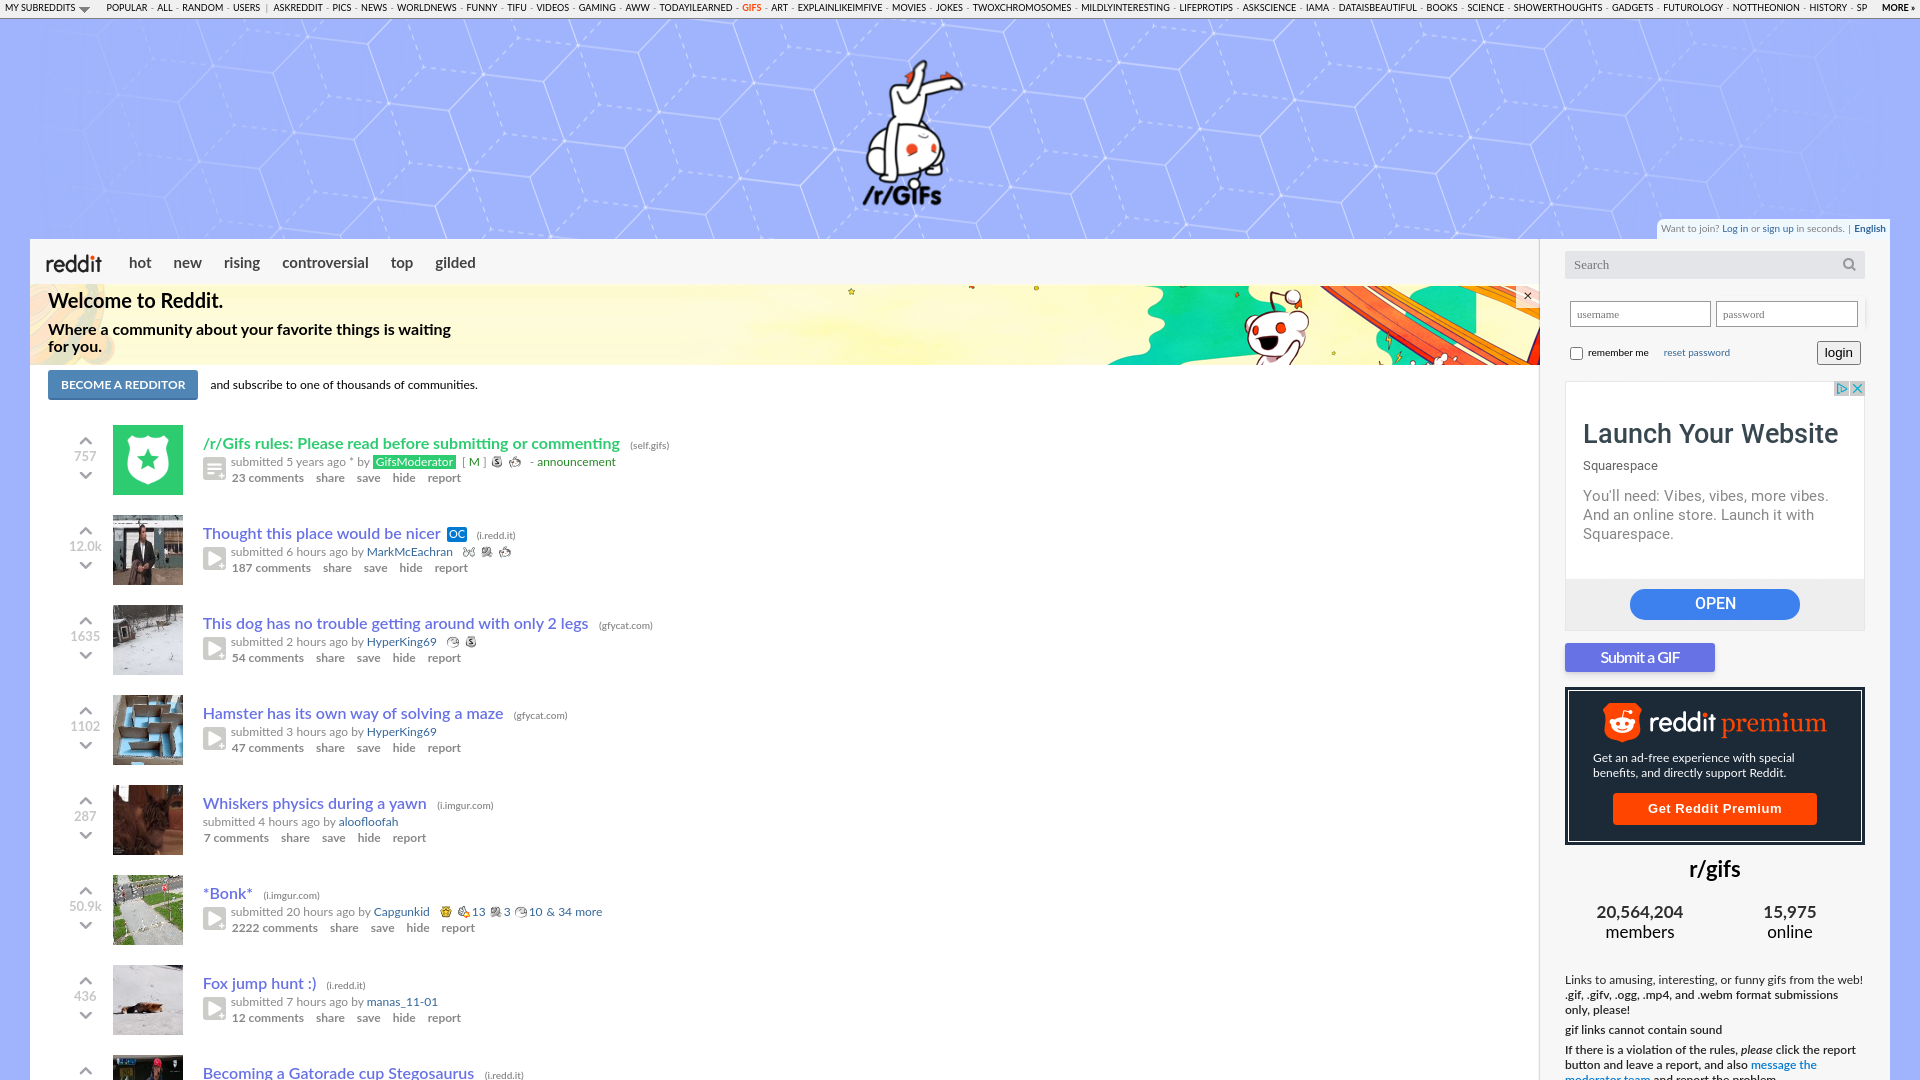 MY SUBREDDITS POPULAR - ALL - RANDOM - USERS | ASKREDDIT - PICS - NEWS - WORLDNEWS - FUNNY - TIFU - VIDEOS - GAMING - AWW - TODAYILEARNED - GIFS - ART - EXPLAINLIKEIMFIVE - MOVIES - JOKES - TWOXCHROMOSOMES - MILDLYINTERESTING - LIFEPROTIPS - ASKSCIENCE - IAMA - DATAISBEAUTIFUL - BOOKS - SCIENCE - SHOWERTHOUGHTS - GADGETS - FUTUROLOGY - NOTTHEONION - HISTORY - SP MORE »
/r/GIFs
Want to join? Log in or sign up in seconds. | English
reddit hot new rising controversial top gilded
Welcome to Reddit.
Where a community about your favorite things is waiting
for you.
×
BECOME A REDDITOR and subscribe to one of thousands of communities.
757
/r/Gifs rules: Please read before submitting or commenting (self.gifs)
submitted 5 years ago * by GifsModerator [ M ] - announcement
23 comments share save hide report
12.0k
Thought this place would be nicer OC (i.redd.it)
submitted 6 hours ago by MarkMcEachran
187 comments share save hide report
1635
This dog has no trouble getting around with only 2 legs (gfycat.com)
submitted 2 hours ago by HyperKing69
54 comments share save hide report
1102
Hamster has its own way of solving a maze (gfycat.com)
submitted 3 hours ago by HyperKing69
47 comments share save hide report
287
Whiskers physics during a yawn (i.imgur.com)
submitted 4 hours ago by aloofloofah
7 comments share save hide report
50.9k
*Bonk* (i.imgur.com)
submitted 20 hours ago by Capgunkid 13 3 10 & 34 more
2222 comments share save hide report
436
Fox jump hunt :) (i.redd.it)
submitted 7 hours ago by manas_11-01
12 comments share save hide report
Becoming a Gatorade cup Stegosaurus (i.redd.it)
Search
username password
remember me reset password login
Launch Your Website
Squarespace
You'll need: Vibes, vibes, more vibes.
And an online store. Launch it with
Squarespace.
OPEN
Submit a GIF
reddit premium
Get an ad-free experience with special
benefits, and directly support Reddit.
Get Reddit Premium
r/gifs
20,564,204 15,975
members online
Links to amusing, interesting, or funny gifs from the web!
.gif, .gifv, .ogg, .mp4, and .webm format submissions
only, please!
gif links cannot contain sound
If there is a violation of the rules, please click the report
button and leave a report, and also message the
moderator team and report the problem.